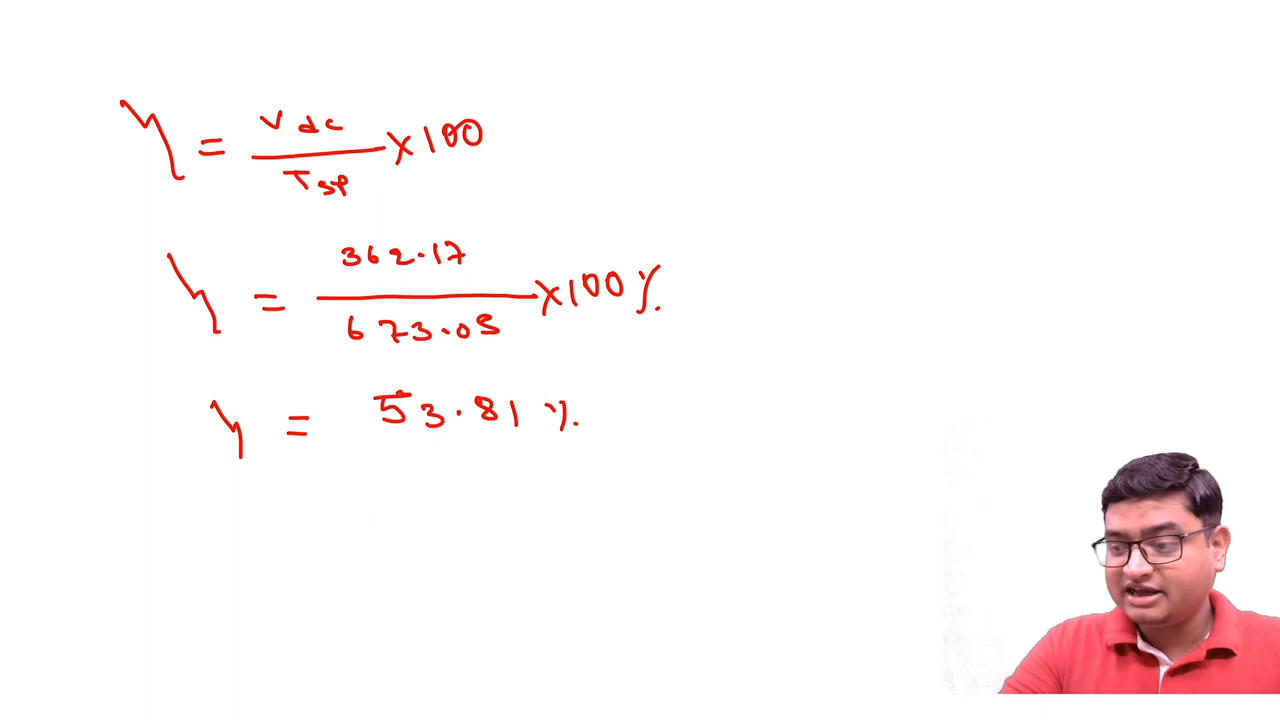 η = Vdc / Tsp × 100
η = 362.17 / 673.05 × 100 %
η = 53.81 %